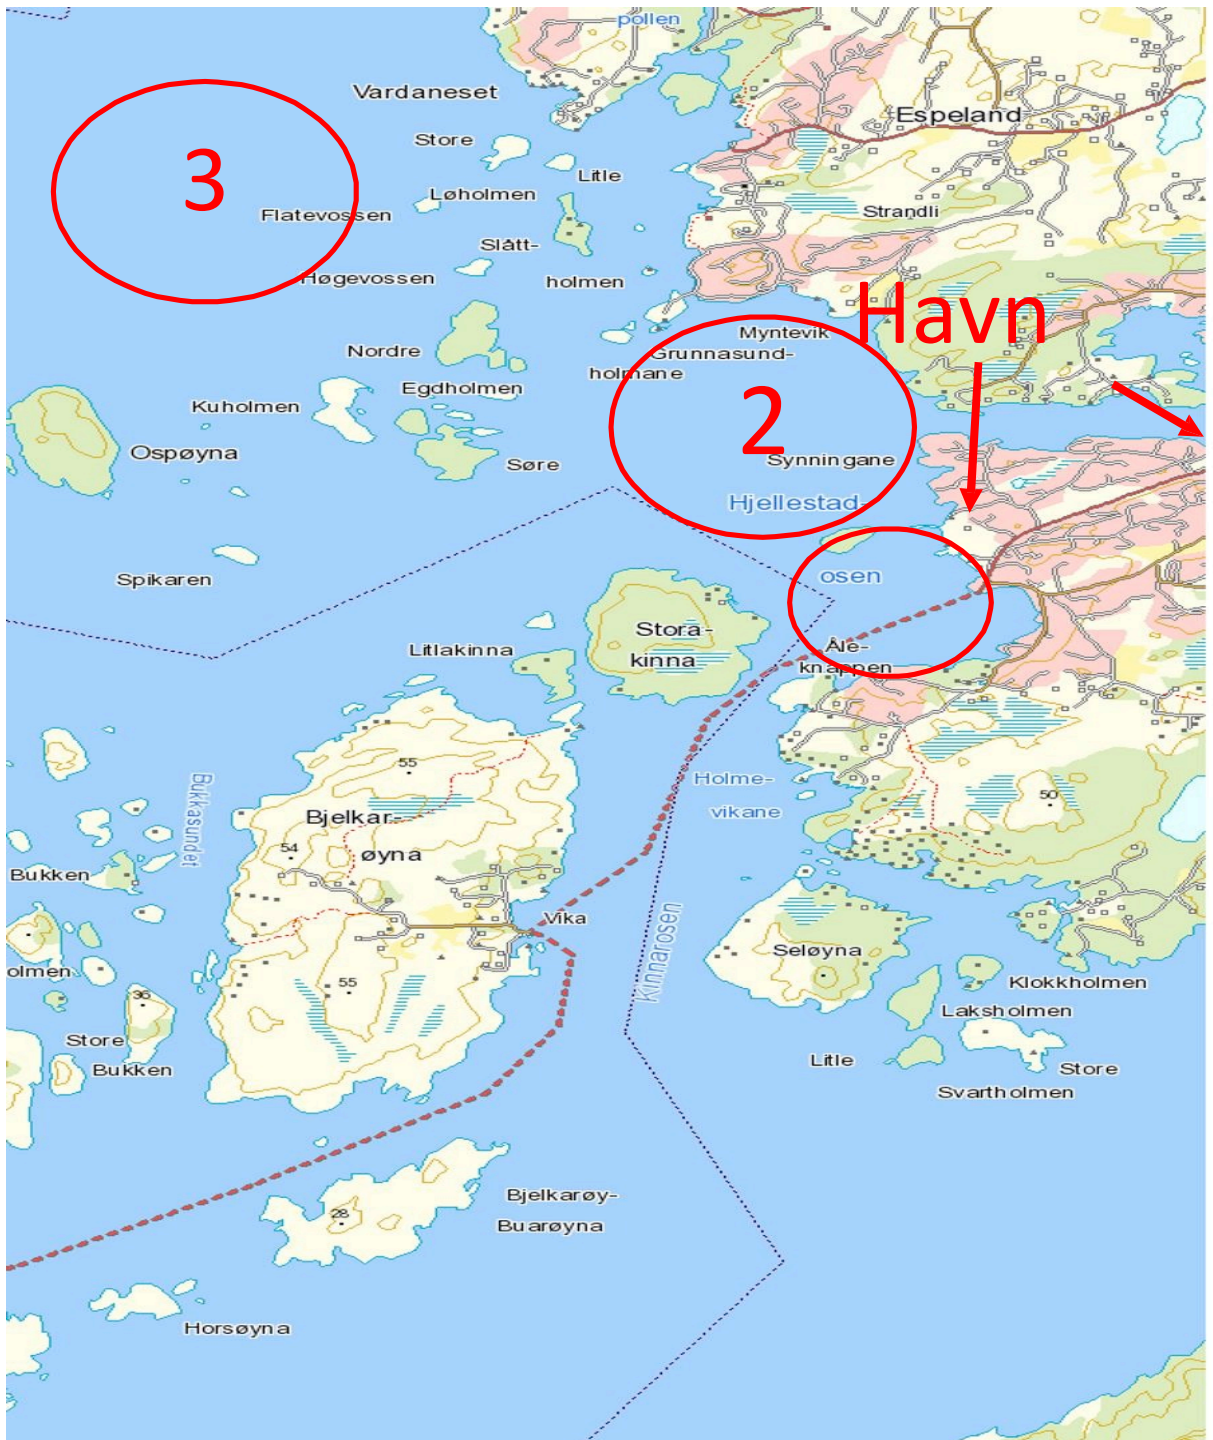 pollen
Vardaneset
Espeland
Store
3
Litle
Løholmen
Flatevossen
Strandli
Slått-
Høgevossen
holmen
Havn
Myntevik
Nordre
Grunnasund-
holmane
Egdholmen
Kuholmen
2
Ospøyna
Synningane
Søre
Hjellestad-
osen
Spikaren
Stora-
Litlakinna
kinna
Åle-
knappen
55
Holme-
Bukkasundet
50
vikane
Bjelkar-
54
øyna
Bukken
Vika
Kinnarosen
Seløyna
olmen
55
Klokkholmen
36
Laksholmen
Store
Litle
Bukken
Store
Svartholmen
Bjelkarøy-
28
Buarøyna
Horsøyna